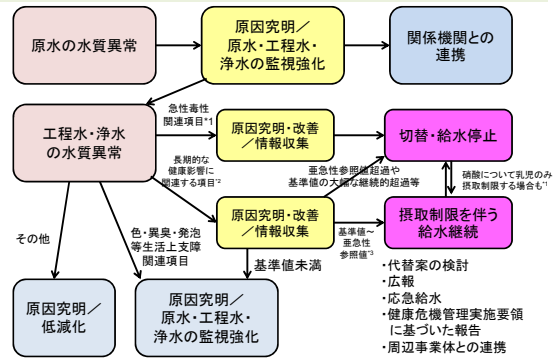 原水の水質異常
原因究明／
原水・工程水・
浄水の監視強化
関係機関との
連携
工程水・浄水
の水質異常
急性毒性
関連項目*1
原因究明・改善
／情報収集
切替・給水停止
長期的な
健康影響に
関連する項目*2
亜急性参照値超過や
基準値の大幅な継続的超過等
硝酸について乳児のみ
摂取制限する場合も*1
原因究明・改善
／情報収集
基準値～
亜急性
参照値*3
摂取制限を伴う
給水継続
その他
色・異臭・発泡
等生活上支障
関連項目
基準値未満
原因究明／
低減化
原因究明／
原水・工程水・
浄水の監視強化
・代替案の検討
・広報
・応急給水
・健康危機管理実施要領
に基づいた報告
・周辺事業体との連携